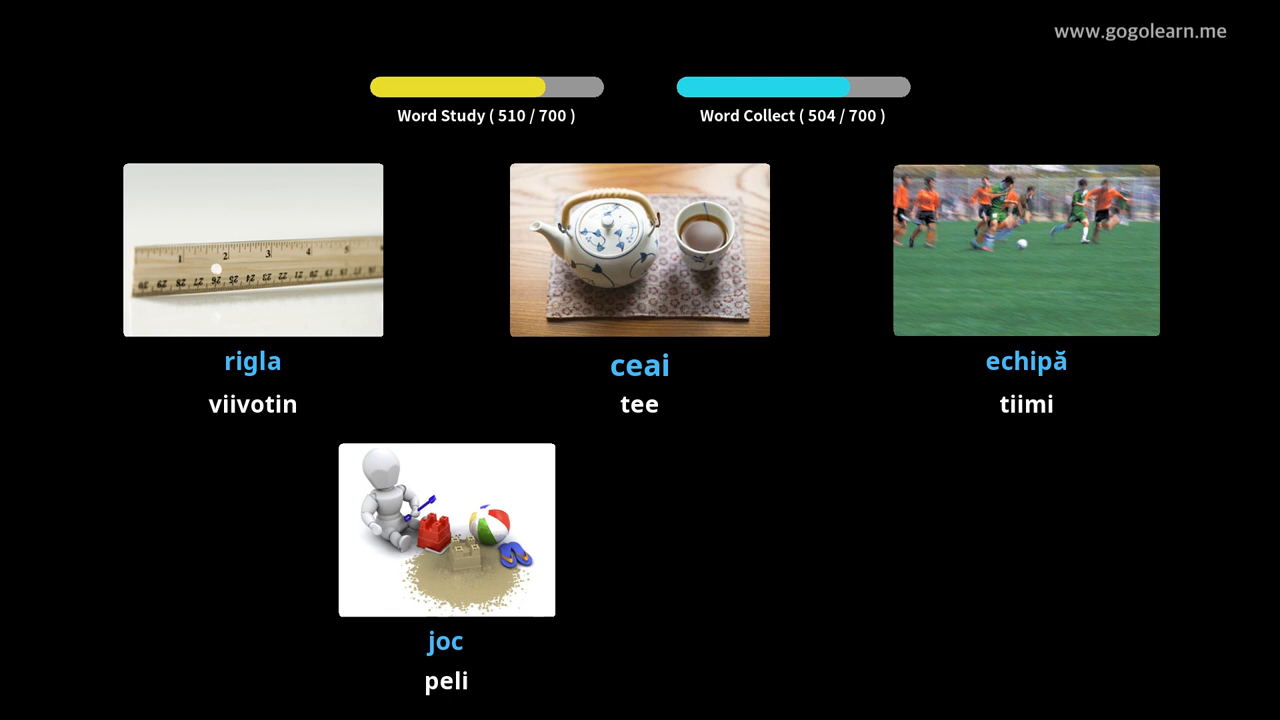 www.gogolearn.me
Word Study ( 510 / 700 )
Word Collect ( 504 / 700 )
rigla
ceai
echipă
viivotin
tee
tiimi
joc
peli